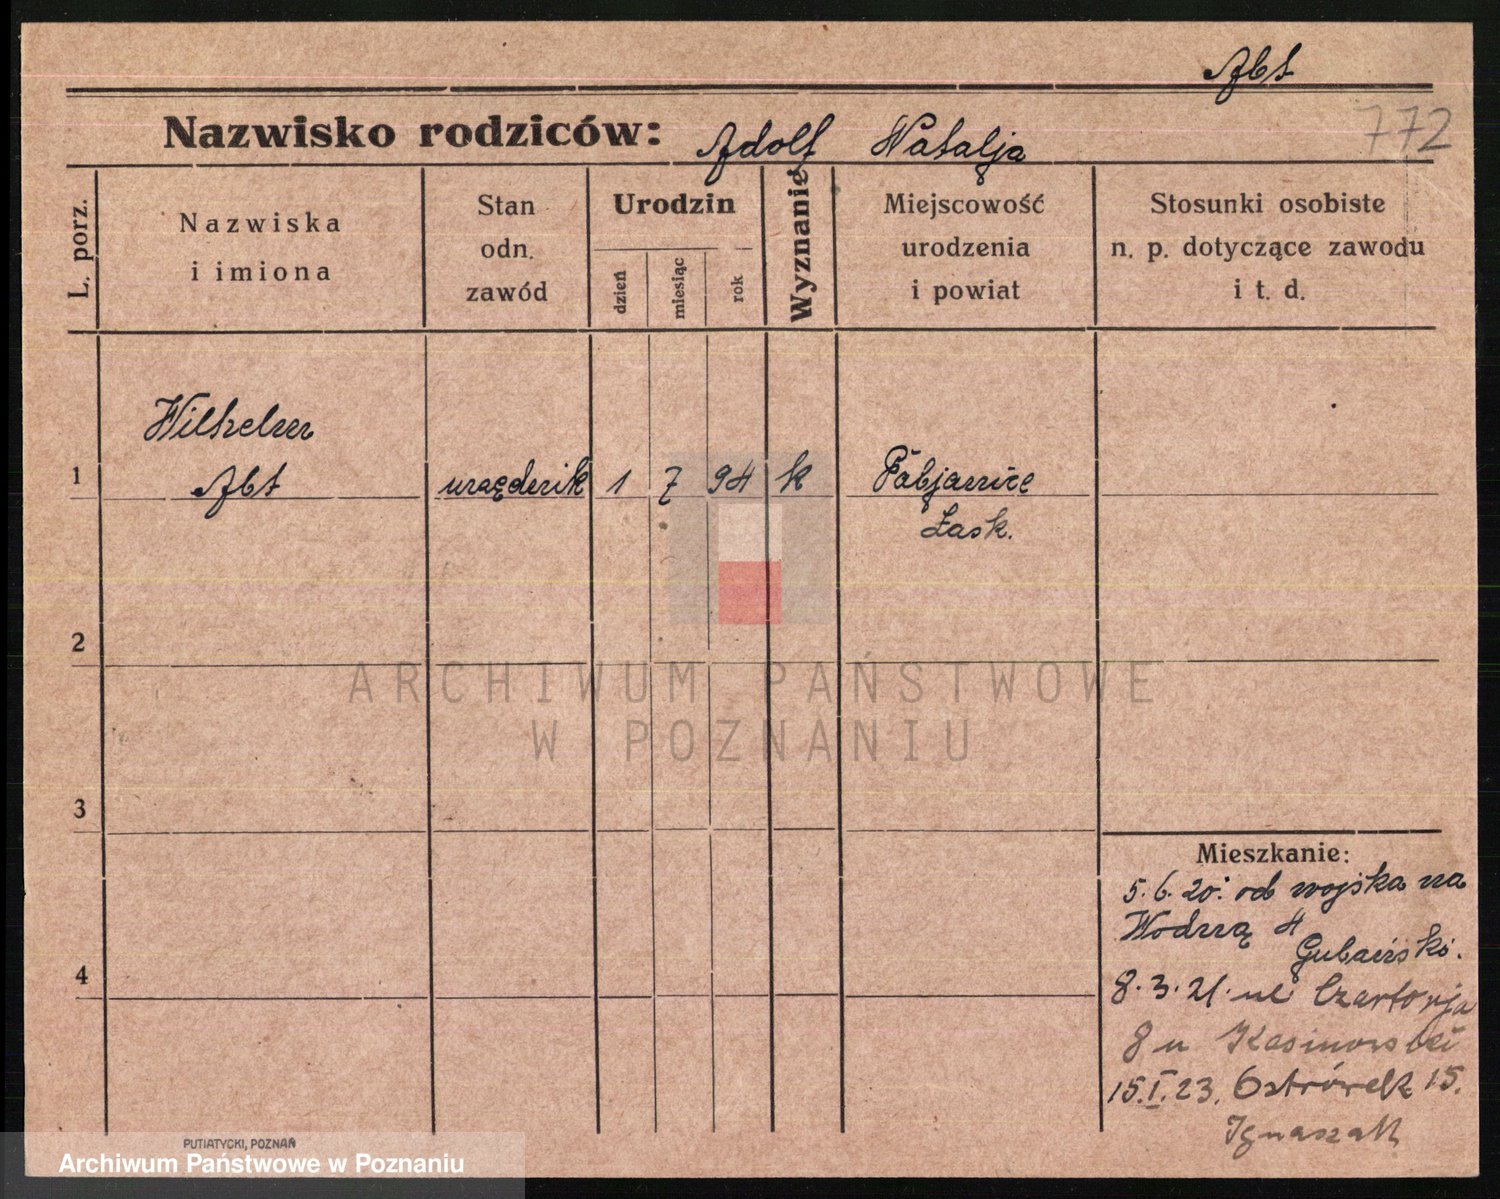 Abt
772
Nazwisko rodziców: Adolf Natalja
L. porz.
Nazwiska
i imiona
Stan
odn.
zawód
Urodzin
dzień
miesiąc
rok
Wyznanie
Miejscowość
urodzenia
i powiat
Stosunki osobiste
n. p. dotyczące zawodu
i t. d.
Wilhelm
1 Abt urzędnik 1 7 94 k Pabjanice
Łask.
2
ARCHIWUM PAŃSTWOWE
W POZNANIU
3
Mieszkanie:
5.6.20. od wojska na
Wodną 4
4
8.3.21. ul Czartorja
8 u
15.I.23. Ostrówek 15.
PUTIATYCKI, POZNAŃ
Archiwum Państwowe w Poznaniu